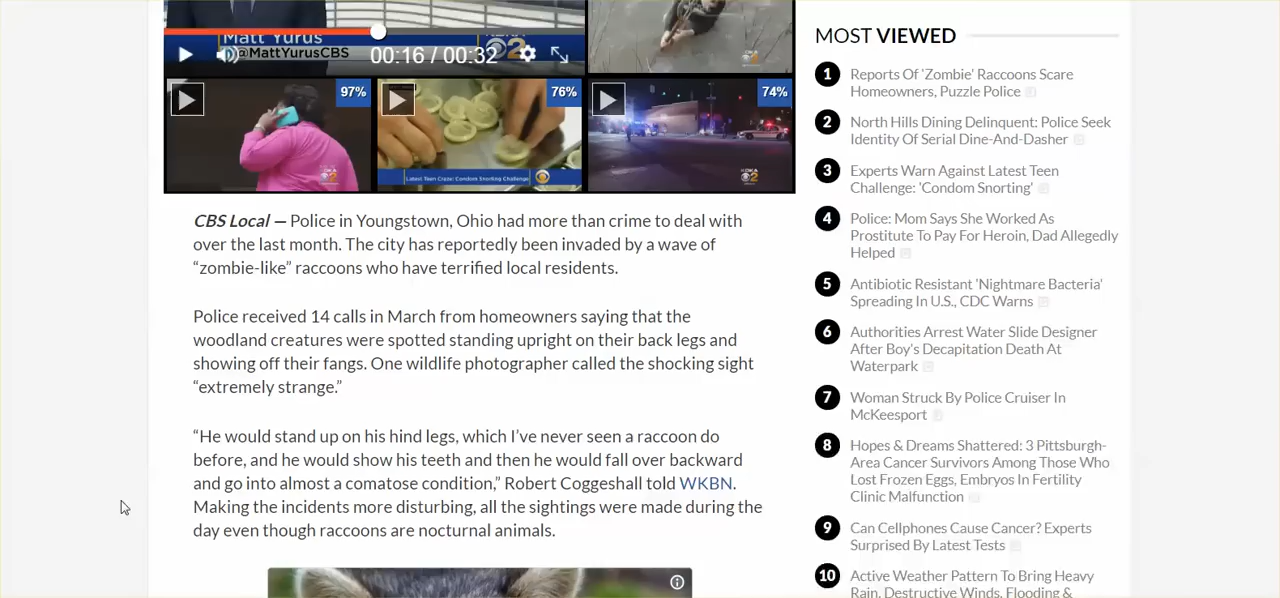 Matt Yurus
@MattYurusCBS
00:16 / 00:32
2
97%
76%
74%
Latest Teen Craze: Condom Snorting Challenge
CBS Local — Police in Youngstown, Ohio had more than crime to deal with
over the last month. The city has reportedly been invaded by a wave of
“zombie-like” raccoons who have terrified local residents.
Police received 14 calls in March from homeowners saying that the
woodland creatures were spotted standing upright on their back legs and
showing off their fangs. One wildlife photographer called the shocking sight
“extremely strange.”
“He would stand up on his hind legs, which I’ve never seen a raccoon do
before, and he would show his teeth and then he would fall over backward
and go into almost a comatose condition,” Robert Coggeshall told WKBN.
Making the incidents more disturbing, all the sightings were made during the
day even though raccoons are nocturnal animals.
MOST VIEWED
1 Reports Of 'Zombie' Raccoons Scare
Homeowners, Puzzle Police
2 North Hills Dining Delinquent: Police Seek
Identity Of Serial Dine-And-Dasher
3 Experts Warn Against Latest Teen
Challenge: 'Condom Snorting'
4 Police: Mom Says She Worked As
Prostitute To Pay For Heroin, Dad Allegedly
Helped
5 Antibiotic Resistant 'Nightmare Bacteria'
Spreading In U.S., CDC Warns
6 Authorities Arrest Water Slide Designer
After Boy's Decapitation Death At
Waterpark
7 Woman Struck By Police Cruiser In
McKeesport
8 Hopes & Dreams Shattered: 3 Pittsburgh-
Area Cancer Survivors Among Those Who
Lost Frozen Eggs, Embryos In Fertility
Clinic Malfunction
9 Can Cellphones Cause Cancer? Experts
Surprised By Latest Tests
10 Active Weather Pattern To Bring Heavy
Rain, Destructive Winds, Flooding &